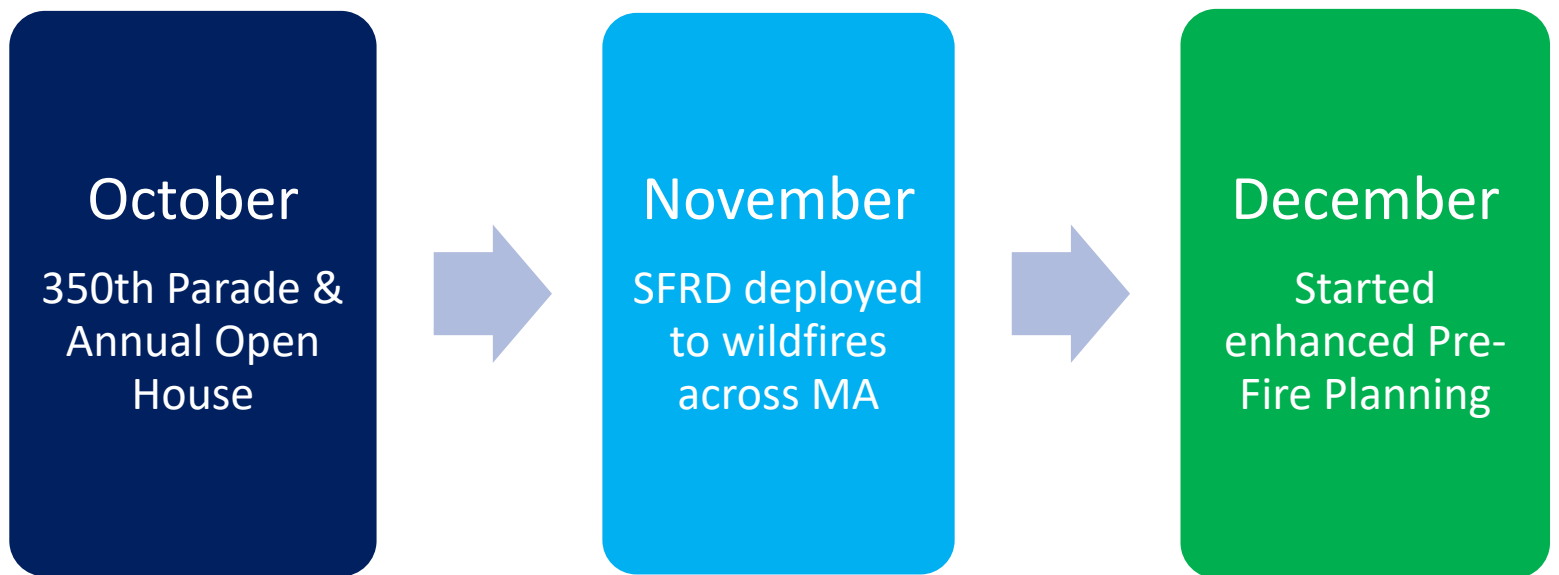 October
350th Parade &
Annual Open
House
November
SFRD deployed
to wildfires
across MA
December
Started
enhanced Pre-
Fire Planning